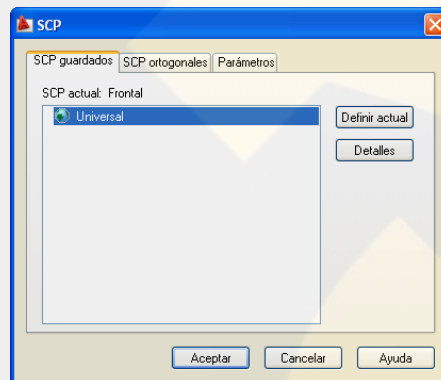 SCP
SCP guardados SCP ortogonales Parámetros
SCP actual: Frontal
Universal
Definir actual
Detalles
Aceptar Cancelar Ayuda